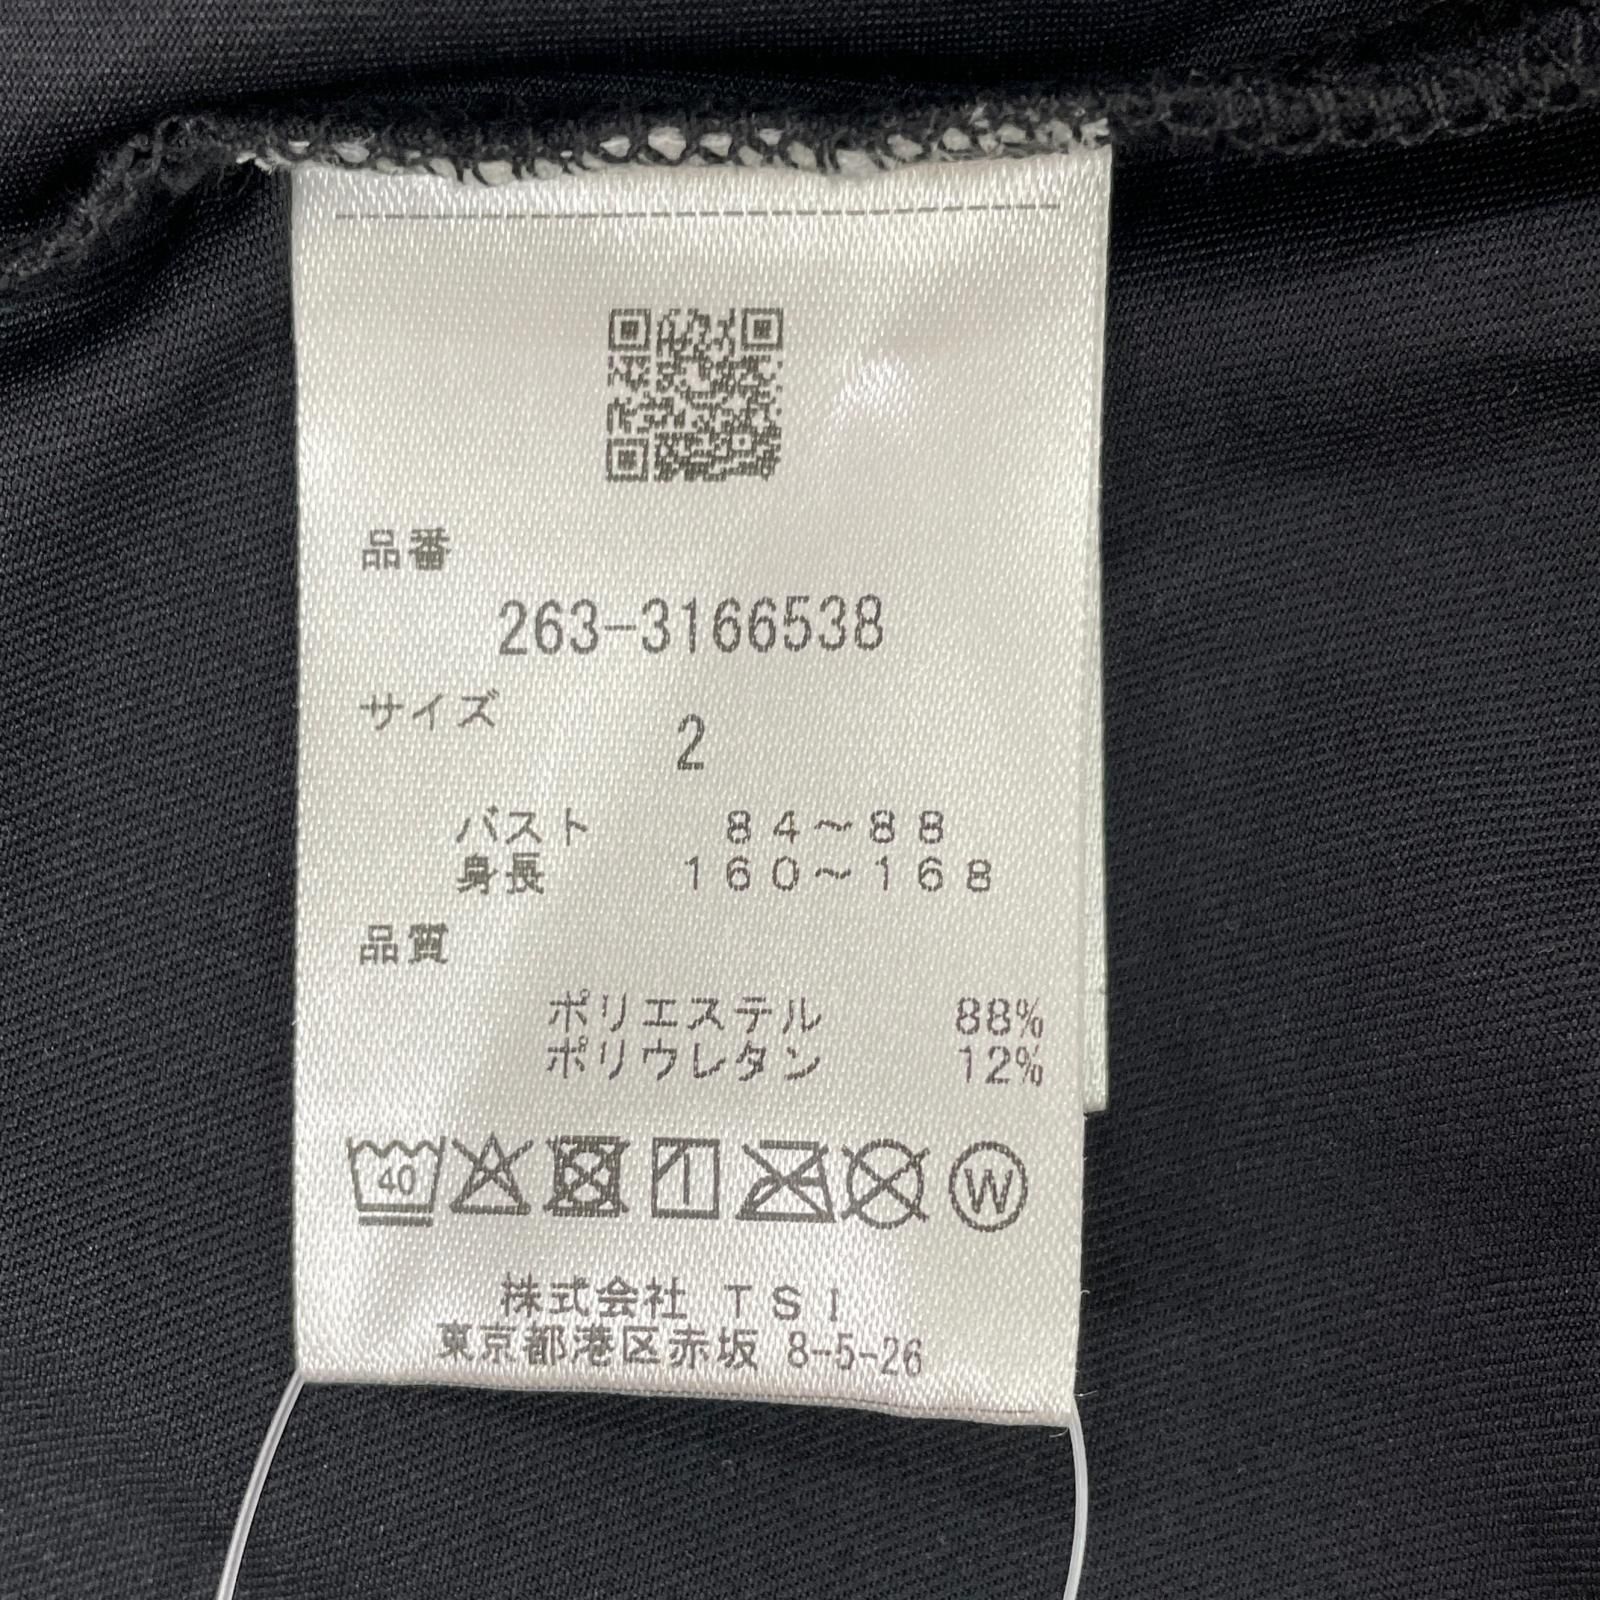 品番
263-3166538
サイズ 2
バスト 84～88
身長 160～168
品質
ポリエステル 88%
ポリウレタン 12%
40 W
株式会社 TSI
東京都港区赤坂 8-5-26